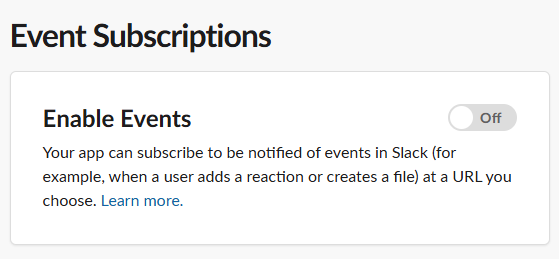 Event Subscriptions
Enable Events
Off
Your app can subscribe to be notified of events in Slack (for
example, when a user adds a reaction or creates a file) at a URL you
choose. Learn more.